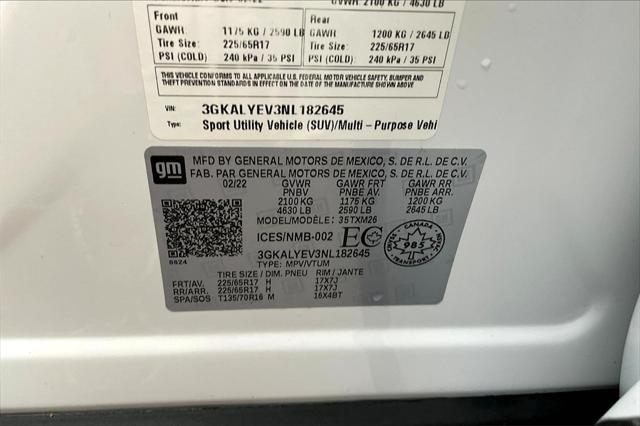 GVWR: 2100 KG / 4630 LB
Front
GAWR: 1175 KG / 2590 LB
Tire Size: 225/65R17
PSI (COLD) 240 kPa / 35 PSI
Rear
GAWR 1200 KG / 2645 LB
Tire Size: 225/65R17
PSI (COLD) 240 kPa / 35 PSI
THIS VEHICLE CONFORMS TO ALL APPLICABLE U.S. FEDERAL MOTOR VEHICLE SAFETY, BUMPER, AND
THEFT PREVENTION STANDARDS IN EFFECT ON THE DATE OF THE MANUFACTURE SHOWN ABOVE.
VIN: 3GKALYEV3NL182645
Type: Sport Utility Vehicle (SUV)/Multi - Purpose Vehi
gm
MFD BY GENERAL MOTORS DE MEXICO, S. DE R.L. DE C.V.
FAB. PAR GENERAL MOTORS DE MEXICO, S. DE R.L. DE C.V.
02/22 GVWR GAWR FRT GAWR RR
PNBV PNBE AV. PNBE ARR.
2100 KG 1175 KG 1200 KG
4630 LB 2590 LB 2645 LB
MODEL/MODÈLE: 35TXM26
ICES/NMB-002 EC
CANADA 985 TRANSPORT
3GKALYEV3NL182645
TYPE: MPV/VTUM
0624
TIRE SIZE / DIM. PNEU RIM / JANTE
FRT/AV. 225/65R17 H 17X7J
RR/ARR. 225/65R17 H 17X7J
SPA/SOS T135/70R16 M 16X4BT